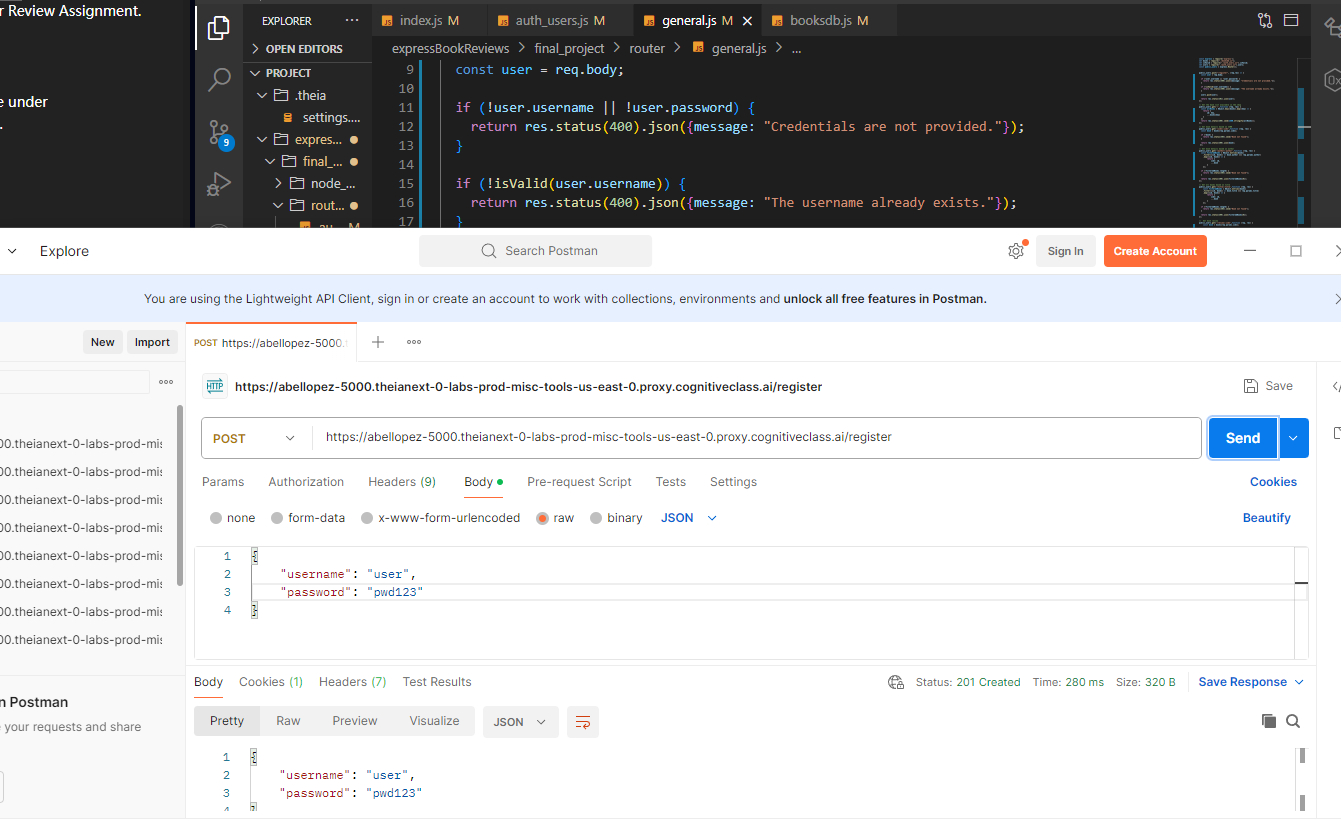 r Review Assignment.
e under
.
EXPLORER
OPEN EDITORS
PROJECT
.theia
settings....
expres...
final_...
node_...
rout...
9
index.js M
auth_users.js M
general.js M
booksdb.js M
expressBookReviews > final_project > router > general.js > ...
9 const user = req.body;
10
11 if (!user.username || !user.password) {
12 return res.status(400).json({message: "Credentials are not provided."});
13 }
14
15 if (!isValid(user.username)) {
16 return res.status(400).json({message: "The username already exists."});
17 }
Explore
Search Postman
Sign In
Create Account
You are using the Lightweight API Client, sign in or create an account to work with collections, environments and unlock all free features in Postman.
New
Import
POST https://abellopez-5000.
HTTP https://abellopez-5000.theianext-0-labs-prod-misc-tools-us-east-0.proxy.cognitiveclass.ai/register
Save
POST
https://abellopez-5000.theianext-0-labs-prod-misc-tools-us-east-0.proxy.cognitiveclass.ai/register
Send
Params
Authorization
Headers (9)
Body
Pre-request Script
Tests
Settings
Cookies
none
form-data
x-www-form-urlencoded
raw
binary
JSON
Beautify
00.theianext-0-labs-prod-mis
00.theianext-0-labs-prod-mis
00.theianext-0-labs-prod-mis
00.theianext-0-labs-prod-mis
00.theianext-0-labs-prod-mis
00.theianext-0-labs-prod-mis
00.theianext-0-labs-prod-mis
00.theianext-0-labs-prod-mis
n Postman
e your requests and share
1 {
2 "username": "user",
3 "password": "pwd123"
4 }
Body
Cookies (1)
Headers (7)
Test Results
Status: 201 Created
Time: 280 ms
Size: 320 B
Save Response
Pretty
Raw
Preview
Visualize
JSON
1 {
2 "username": "user",
3 "password": "pwd123"
4 }